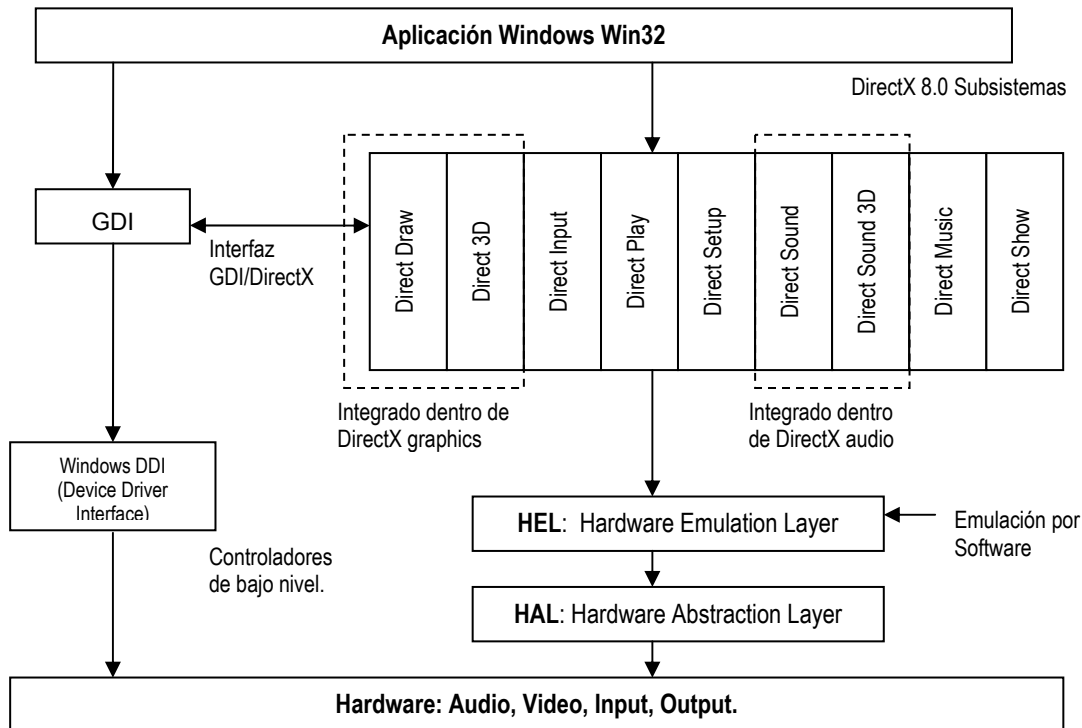 Aplicación Windows Win32
DirectX 8.0 Subsistemas
GDI
Interfaz
GDI/DirectX
Direct Draw
Direct 3D
Direct Input
Direct Play
Direct Setup
Direct Sound
Direct Sound 3D
Direct Music
Direct Show
Integrado dentro de
DirectX graphics
Integrado dentro
de DirectX audio
Windows DDI
(Device Driver
Interface)
HEL: Hardware Emulation Layer
Emulación por
Software
Controladores
de bajo nivel.
HAL: Hardware Abstraction Layer
Hardware: Audio, Video, Input, Output.